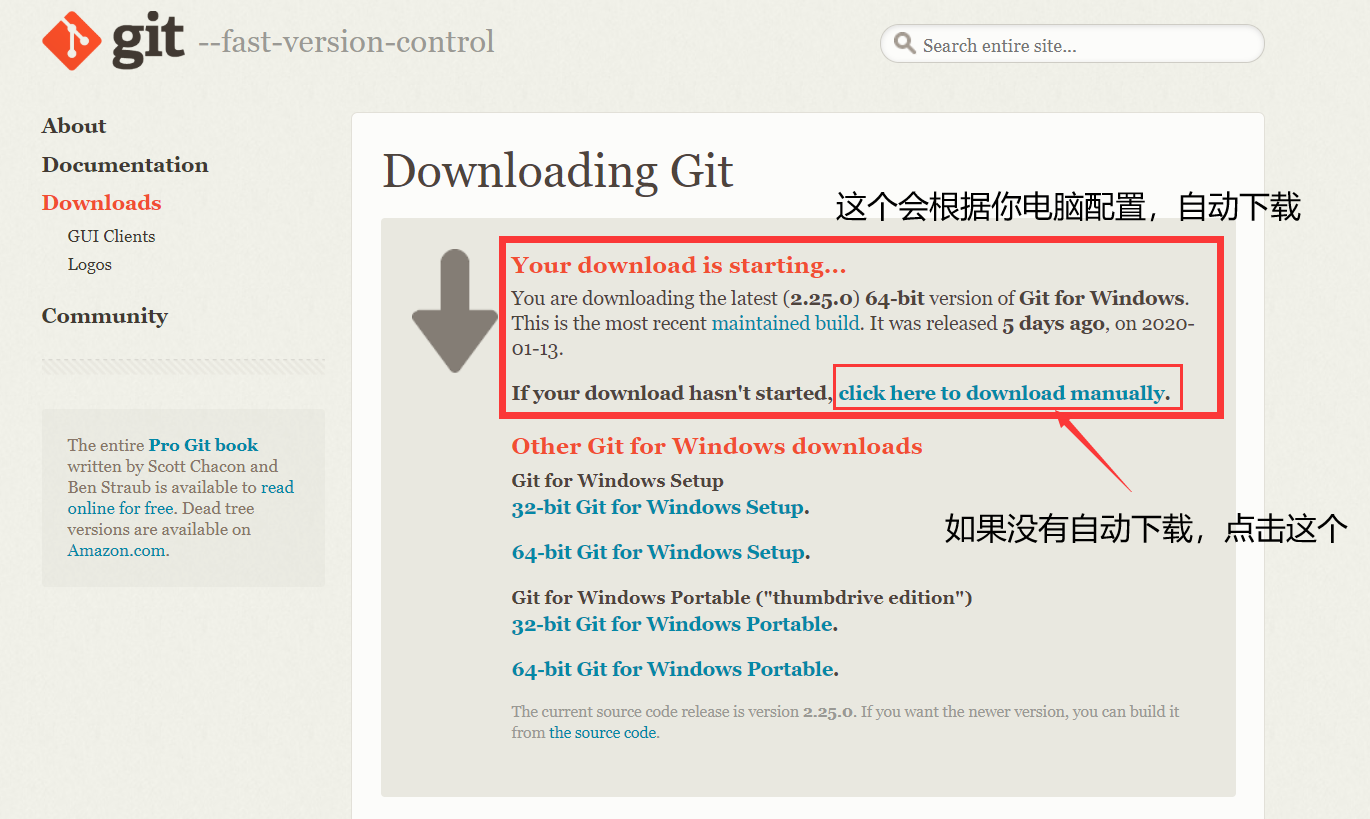 git --fast-version-control
Search entire site...
About
Documentation
Downloads
GUI Clients
Logos
Community
The entire Pro Git book
written by Scott Chacon and
Ben Straub is available to read
online for free. Dead tree
versions are available on
Amazon.com.
Downloading Git
这个会根据你电脑配置，自动下载
Your download is starting...
You are downloading the latest (2.25.0) 64-bit version of Git for Windows.
This is the most recent maintained build. It was released 5 days ago, on 2020-
01-13.
If your download hasn't started, click here to download manually.
Other Git for Windows downloads
Git for Windows Setup
32-bit Git for Windows Setup.
如果没有自动下载，点击这个
64-bit Git for Windows Setup.
Git for Windows Portable ("thumbdrive edition")
32-bit Git for Windows Portable.
64-bit Git for Windows Portable.
The current source code release is version 2.25.0. If you want the newer version, you can build it
from the source code.